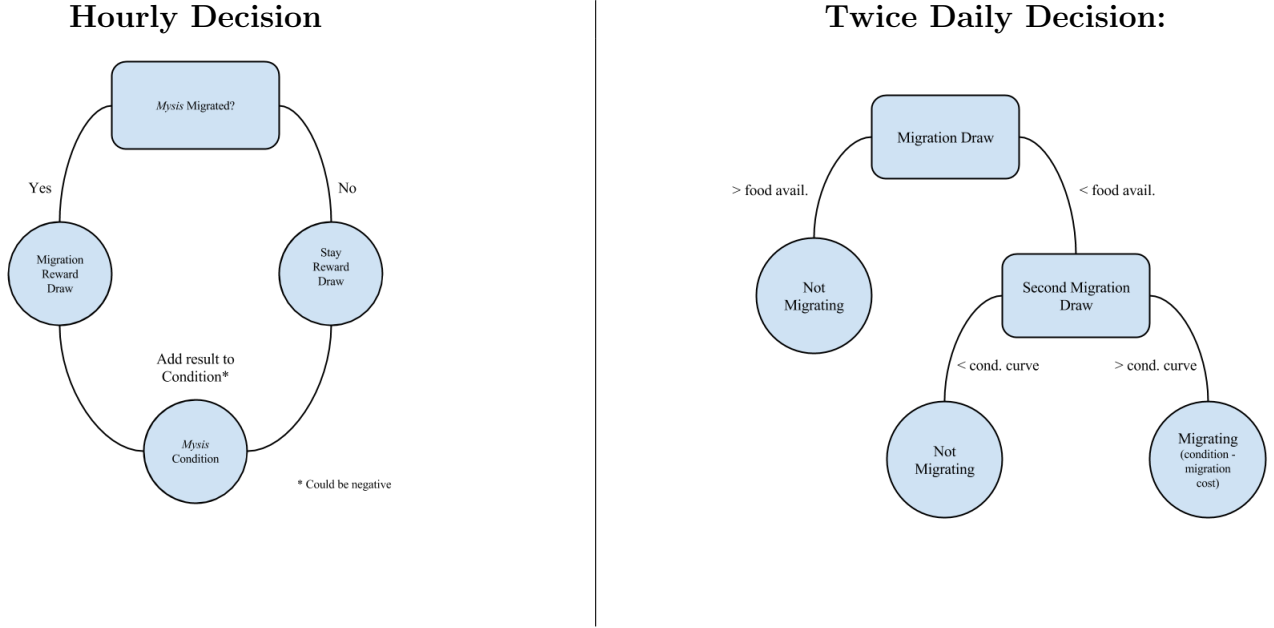 Hourly Decision
Mysis Migrated?
Yes
No
Migration
Reward
Draw
Stay
Reward
Draw
Add result to
Condition*
Mysis
Condition
* Could be negative
Twice Daily Decision:
Migration Draw
> food avail.
< food avail.
Not
Migrating
Second Migration
Draw
< cond. curve
> cond. curve
Not
Migrating
Migrating
(condition -
migration
cost)